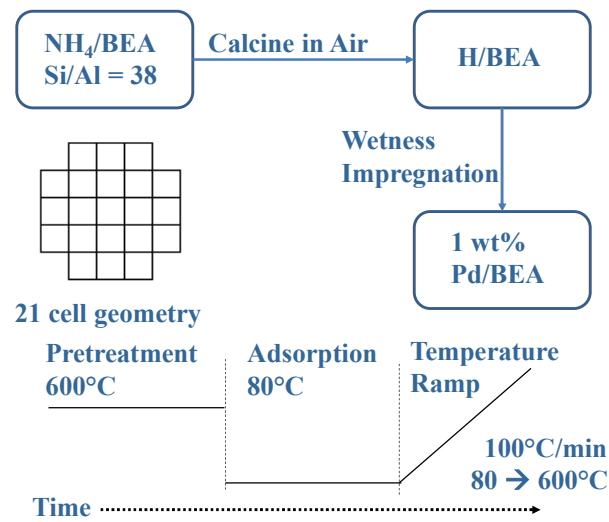 NH₄/BEA
Si/Al = 38
Calcine in Air
H/BEA
Wetness
Impregnation
1 wt%
Pd/BEA
21 cell geometry
Pretreatment
600°C
Adsorption
80°C
Temperature
Ramp
100°C/min
80 → 600°C
Time